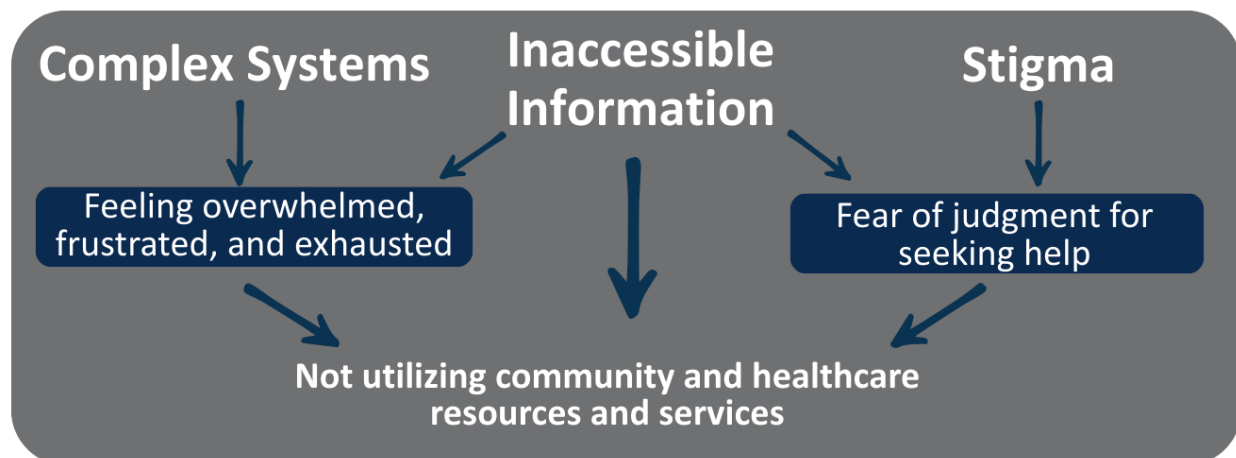 Complex Systems
Inaccessible
Information
Stigma
Feeling overwhelmed,
frustrated, and exhausted
Fear of judgment for
seeking help
Not utilizing community and healthcare
resources and services